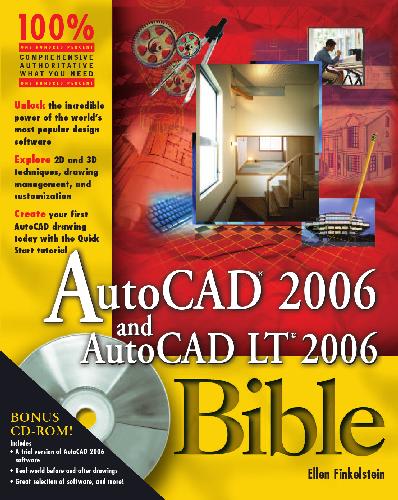 100%
ONE HUNDRED PERCENT
COMPREHENSIVE
AUTHORITATIVE
WHAT YOU NEED
ONE HUNDRED PERCENT
Unlock the incredible
power of the world's
most popular design
software
Explore 2D and 3D
techniques, drawing
management, and
customization
Create your first
AutoCAD drawing
today with the Quick
Start tutorial
AutoCAD® 2006
and
AutoCAD LT® 2006
Bible
BONUS
CD-ROM!
Includes
• A trial version of AutoCAD 2006
software
• Real world before and after drawings
• Great selection of software, and more!
Ellen Finkelstein